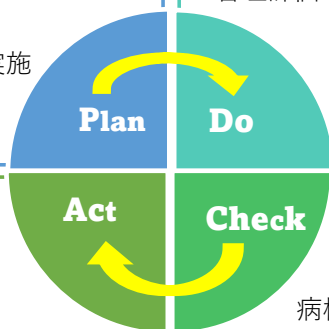 実施
Plan
Do
Act
Check
病